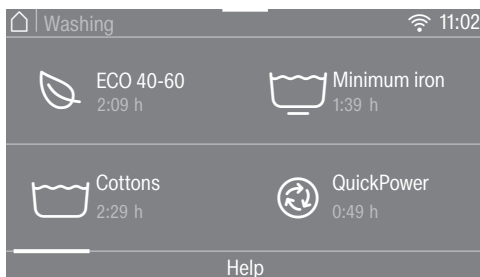 Washing 11:02
ECO 40-60
2:09 h
Minimum iron
1:39 h
Cottons
2:29 h
QuickPower
0:49 h
Help